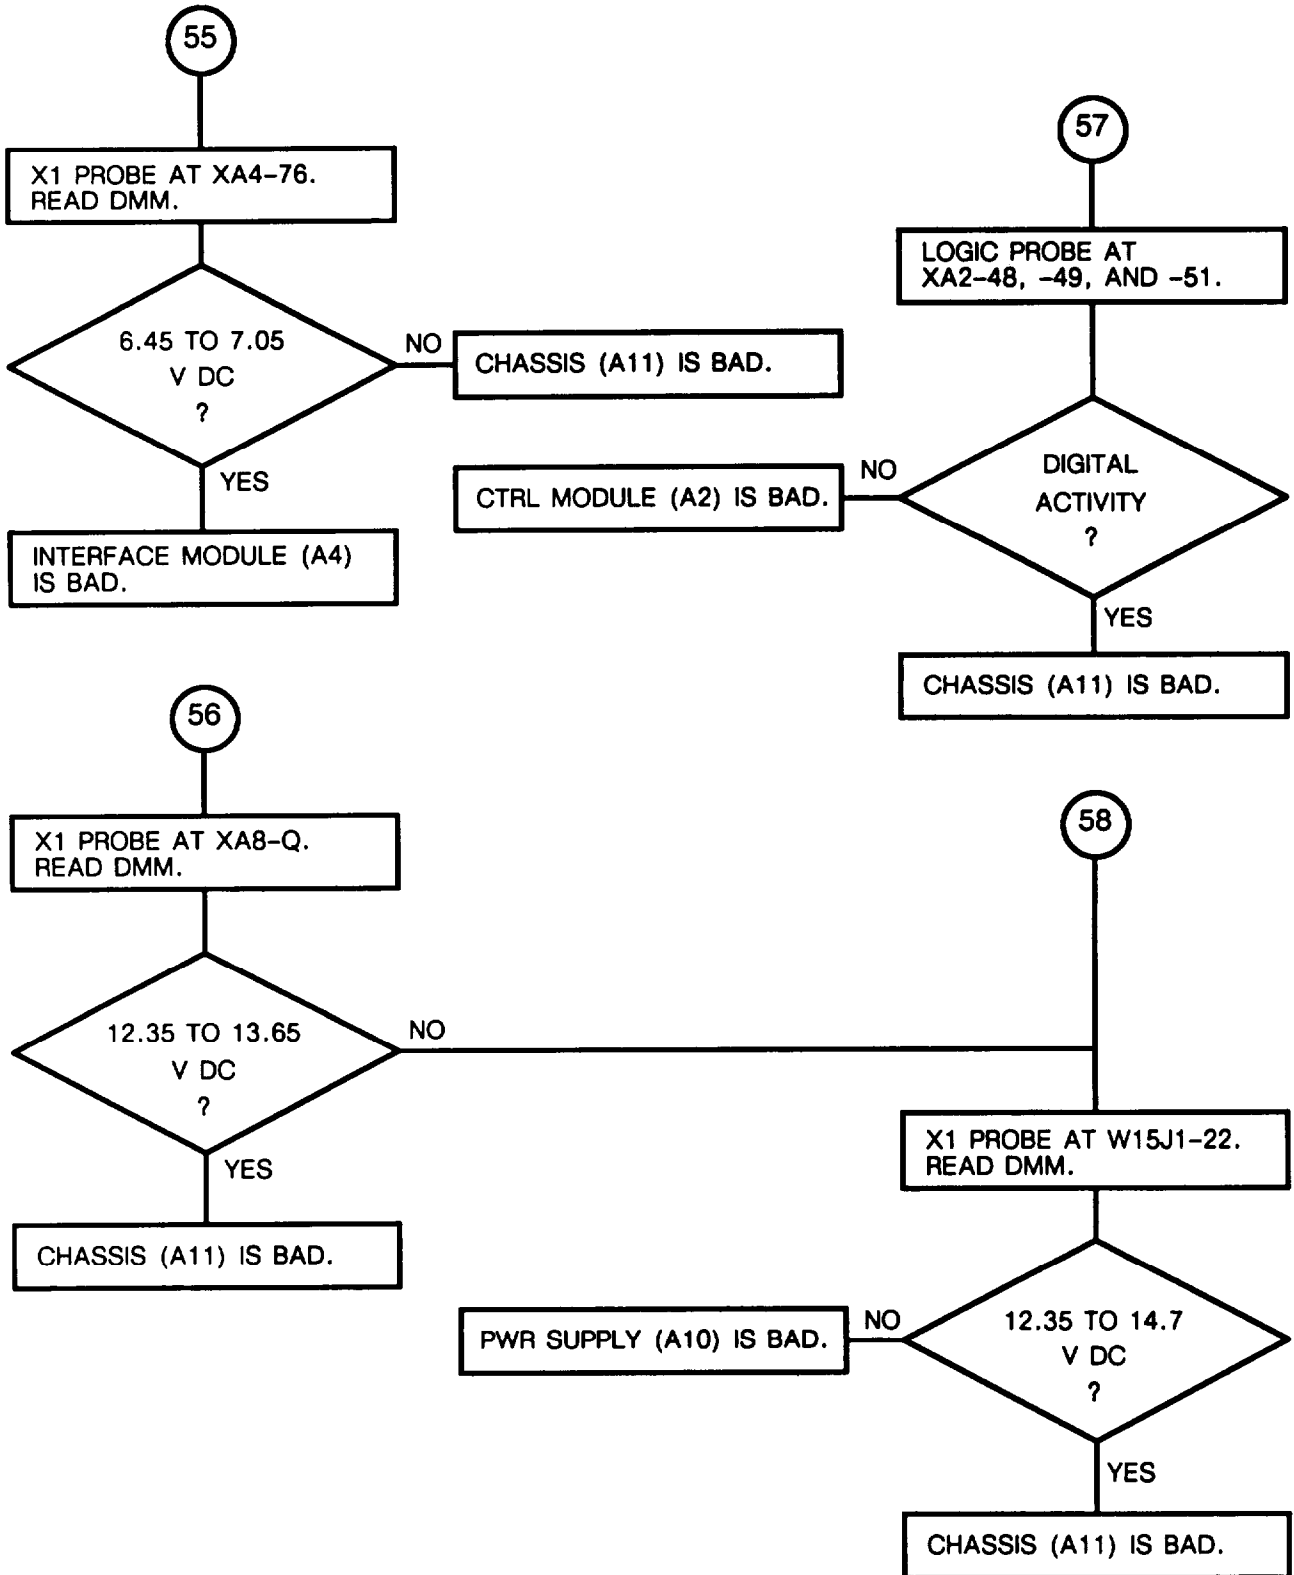 55
X1 PROBE AT XA4-76.
READ DMM.
6.45 TO 7.05
V DC
?
NO
CHASSIS (A11) IS BAD.
YES
INTERFACE MODULE (A4)
IS BAD.
57
LOGIC PROBE AT
XA2-48, -49, AND -51.
DIGITAL
ACTIVITY
?
NO
CTRL MODULE (A2) IS BAD.
YES
CHASSIS (A11) IS BAD.
56
X1 PROBE AT XA8-Q.
READ DMM.
12.35 TO 13.65
V DC
?
NO
YES
CHASSIS (A11) IS BAD.
58
X1 PROBE AT W15J1-22.
READ DMM.
12.35 TO 14.7
V DC
?
NO
PWR SUPPLY (A10) IS BAD.
YES
CHASSIS (A11) IS BAD.